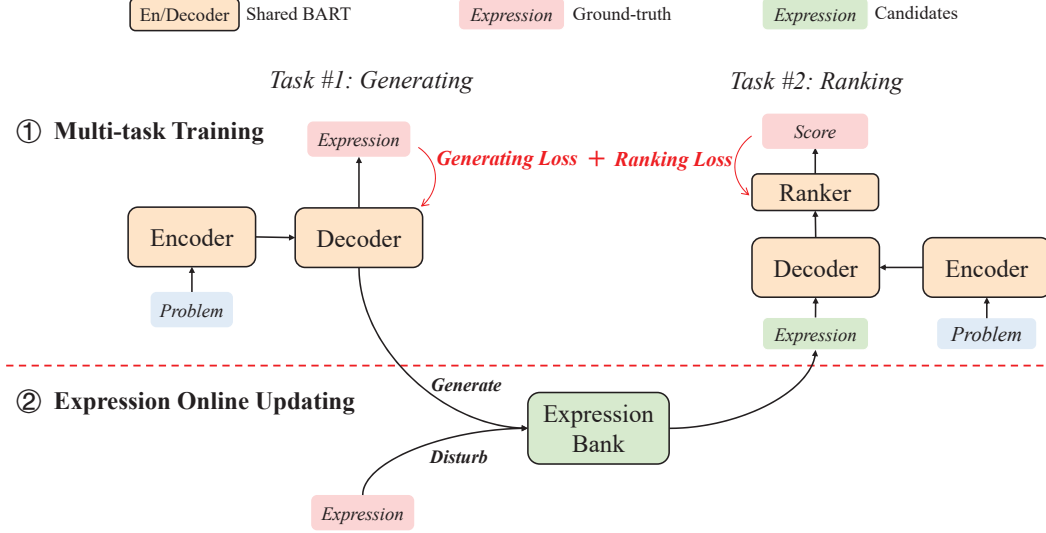 En/Decoder Shared BART Expression Ground-truth Expression Candidates
Task #1: Generating Task #2: Ranking
① Multi-task Training
Expression Score
Generating Loss + Ranking Loss
Ranker
Encoder Decoder Decoder Encoder
Problem Expression Problem
② Expression Online Updating
Generate
Expression
Bank
Disturb
Expression